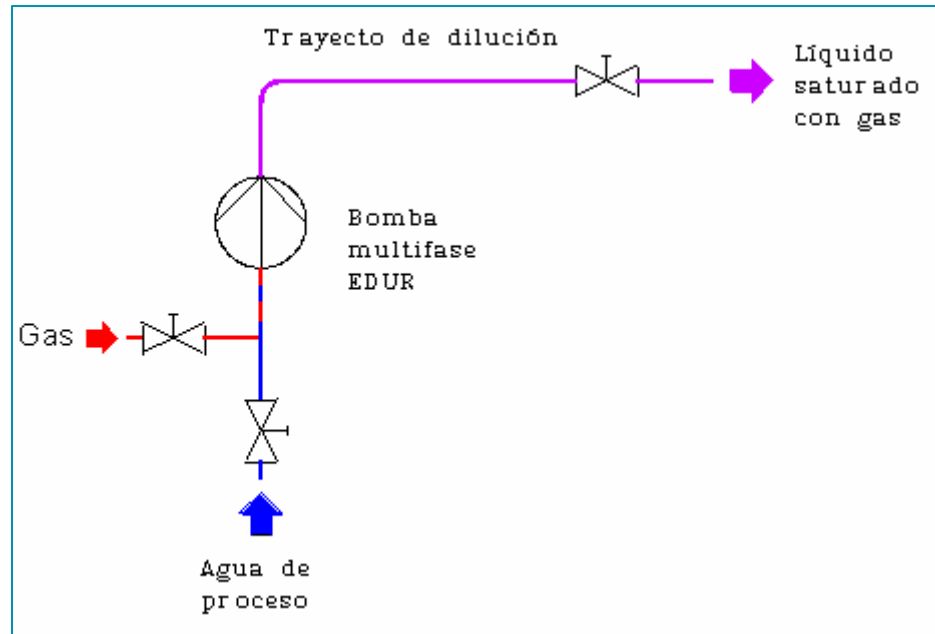 Trayecto de dilución
Líquido
saturado
con gas
Bomba
multifase
EDUR
Gas
Agua de
proceso